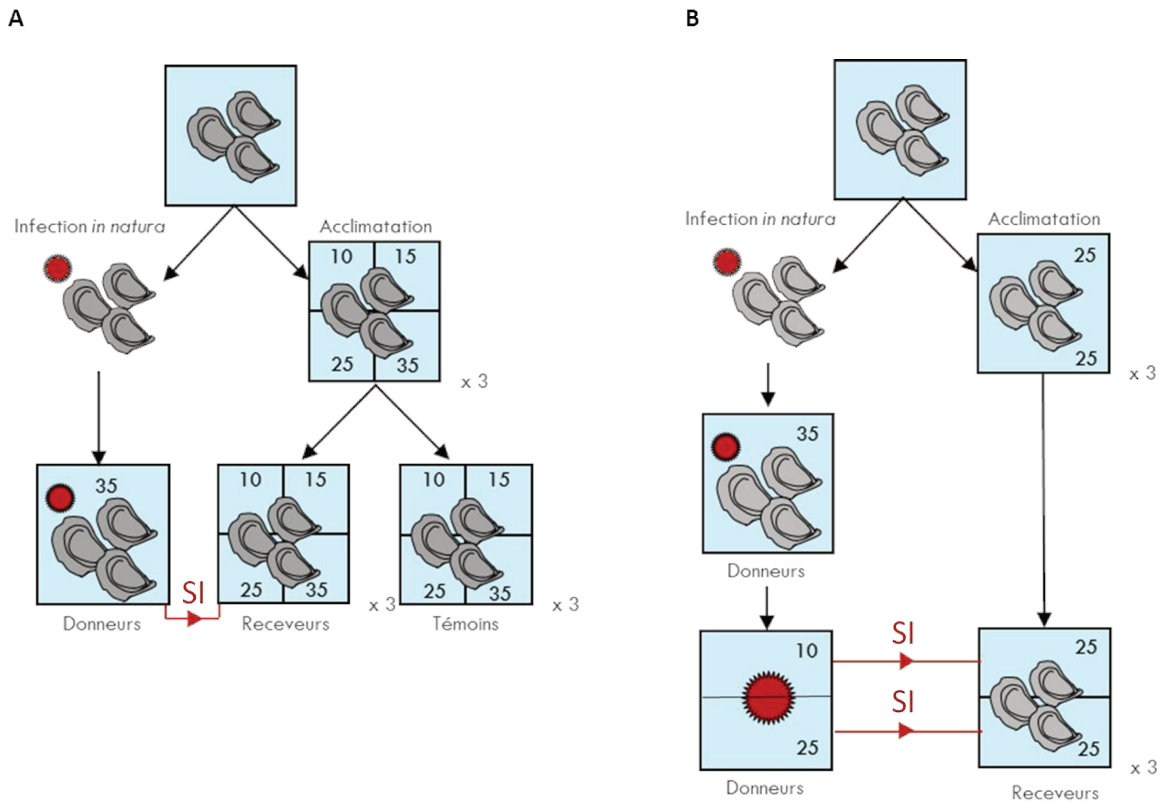 A
Infection in natura
Acclimatation
10 15
25 35
x 3
35
Donneurs
SI
10 15
25 35
x 3
Receveurs
10 15
25 35
x 3
Témoins
B
Infection in natura
Acclimatation
25
25
x 3
35
Donneurs
10
25
Donneurs
SI
SI
25
25
x 3
Receveurs